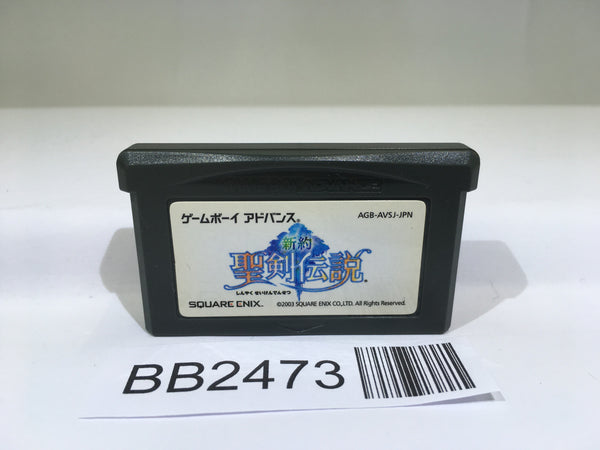 ゲームボーイ アドバンス® AGB-AVSJ-JPN
新約
聖剣伝説
しんやく せいけんでんせつ
SQUARE ENIX. ©2003 SQUARE ENIX CO.,LTD. All Rights Reserved.
BB2473